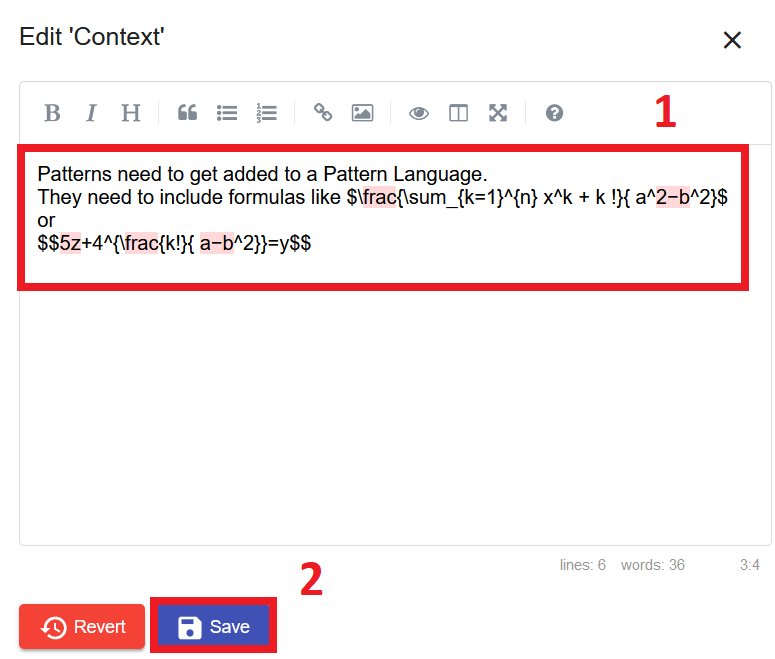 Edit 'Context'
B I H
1
Patterns need to get added to a Pattern Language.
They need to include formulas like $\frac{\sum_{k=1}^{n} x^k + k !}{ a^2−b^2}$
or
$$5z+4^{\frac{k!}{ a−b^2}}=y$$
lines: 6 words: 36 3:4
2
Revert Save